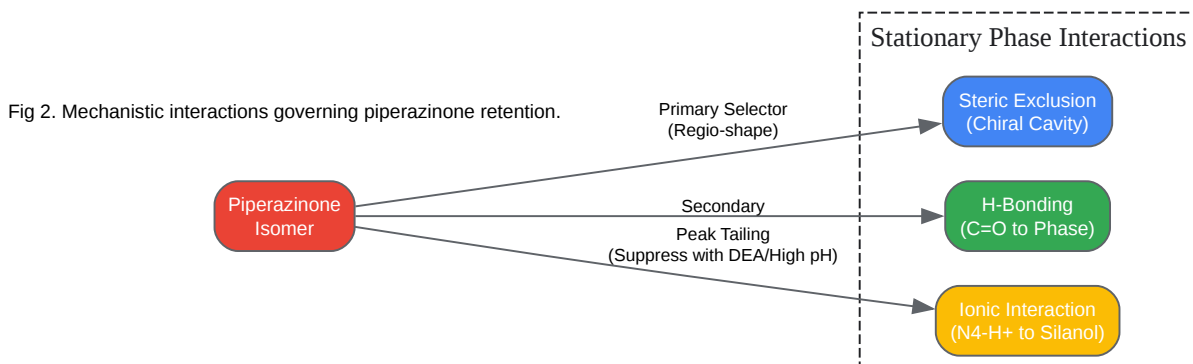 Stationary Phase Interactions
Fig 2. Mechanistic interactions governing piperazinone retention.
Primary Selector
(Regio-shape)
Steric Exclusion
(Chiral Cavity)
Piperazinone
Isomer
Secondary
H-Bonding
(C=O to Phase)
Peak Tailing
(Suppress with DEA/High pH)
Ionic Interaction
(N4-H+ to Silanol)